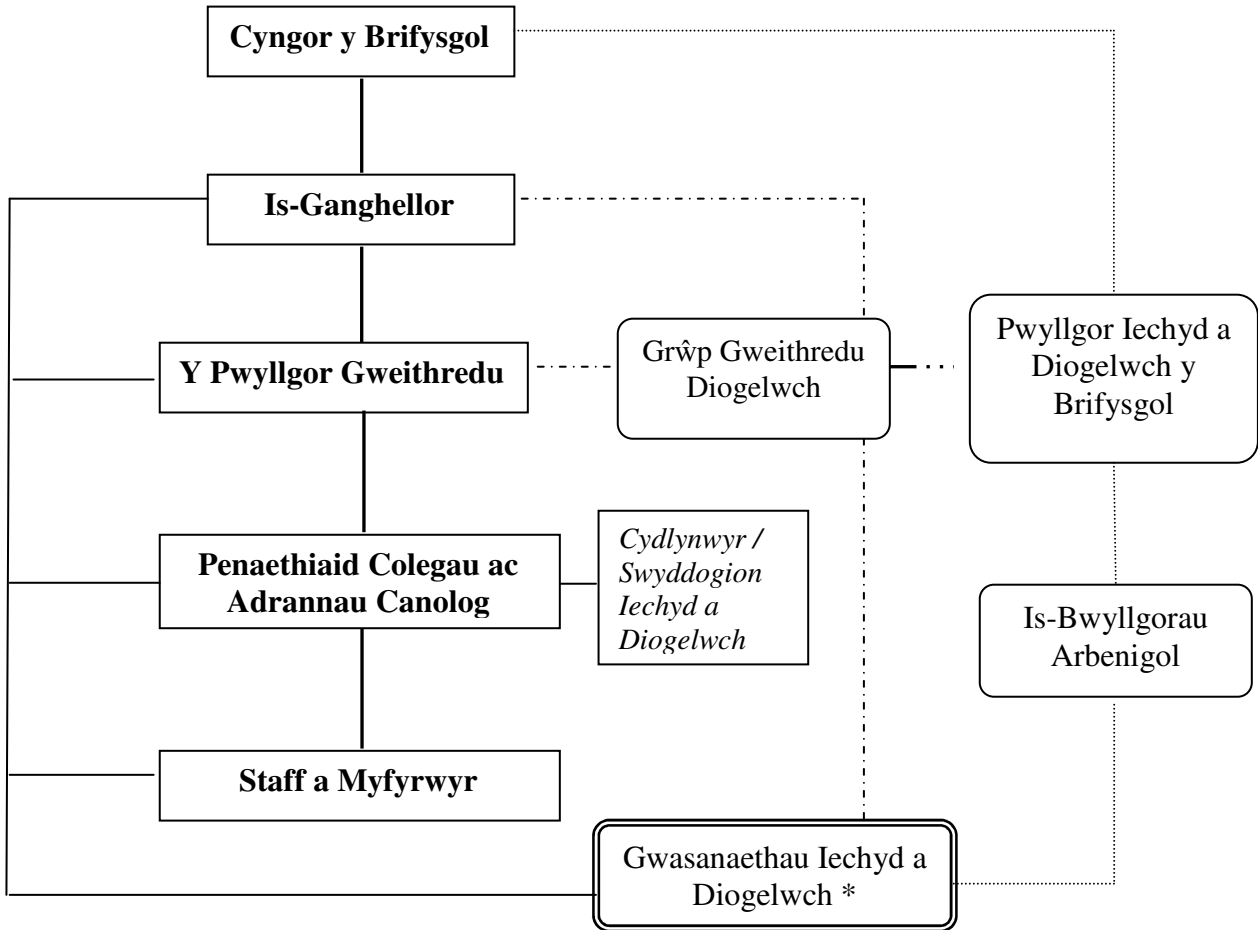 Cyngor y Brifysgol
Is-Ganghellor
Y Pwyllgor Gweithredu
Grŵp Gweithredu
Diogelwch
Pwyllgor Iechyd a
Diogelwch y
Brifysgol
Penaethiaid Colegau ac
Adrannau Canolog
Cydlynwyr /
Swyddogion
Iechyd a
Diogelwch
Is-Bwyllgorau
Arbenigol
Staff a Myfyrwyr
Gwasanaethau Iechyd a
Diogelwch *